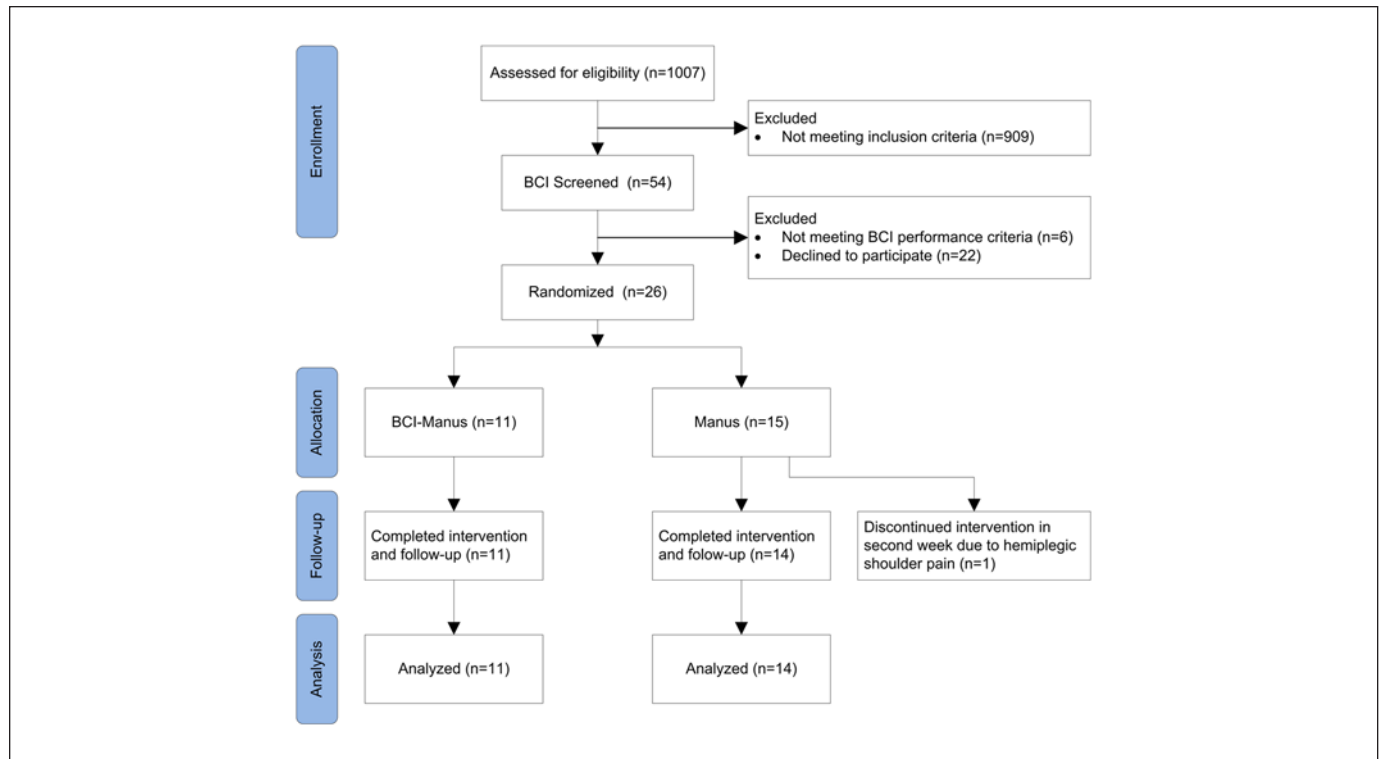 Enrollment
Assessed for eligibility (n=1007)
Excluded
• Not meeting inclusion criteria (n=909)
BCI Screened (n=54)
Excluded
• Not meeting BCI performance criteria (n=6)
• Declined to participate (n=22)
Randomized (n=26)
Allocation
BCI-Manus (n=11)
Manus (n=15)
Follow-up
Completed intervention
and follow-up (n=11)
Completed intervention
and folow-up (n=14)
Discontinued intervention in
second week due to hemiplegic
shoulder pain (n=1)
Analysis
Analyzed (n=11)
Analyzed (n=14)